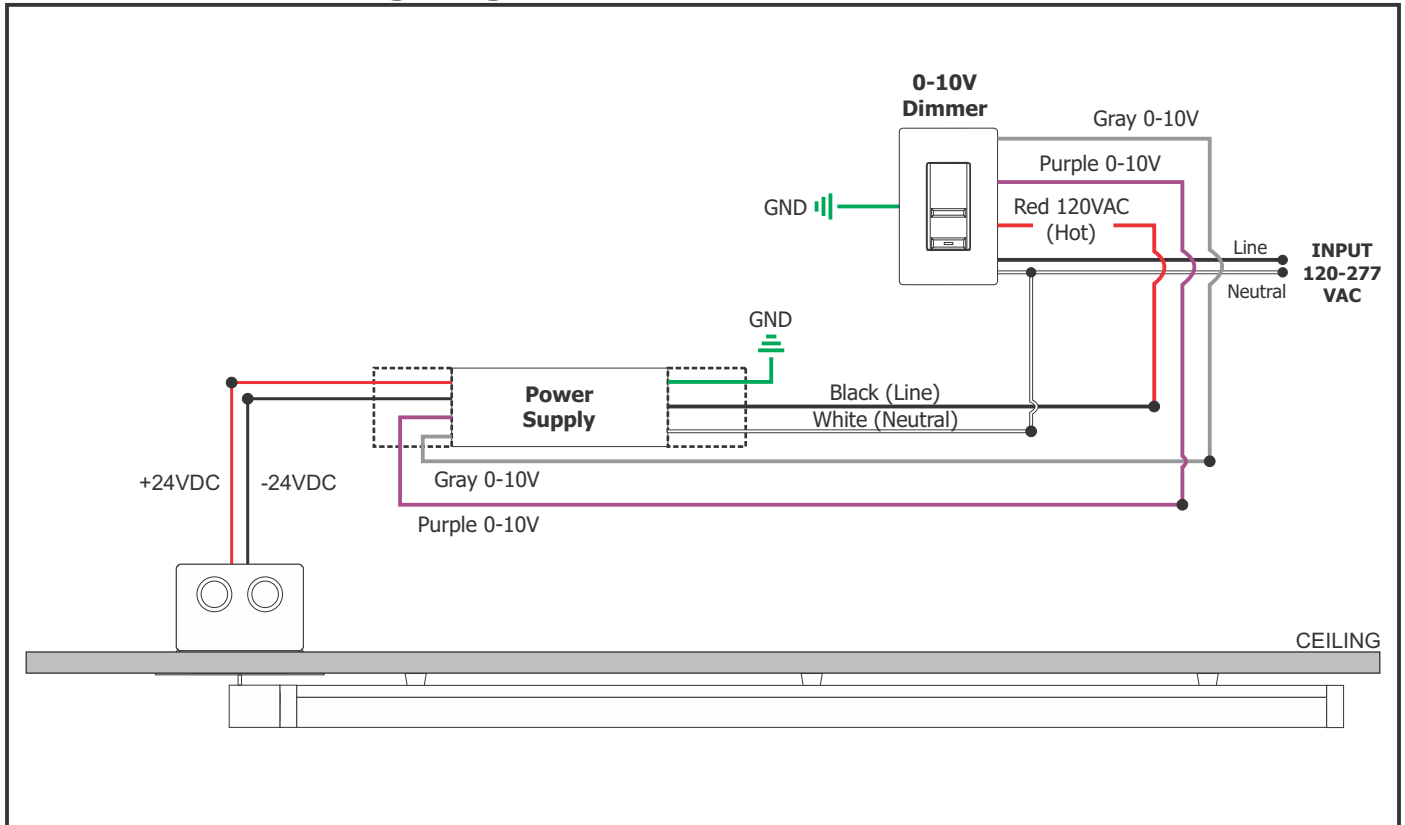 0-10V
Dimmer
Gray 0-10V
Purple 0-10V
GND
Red 120VAC
(Hot)
Line
Neutral
INPUT
120-277
VAC
GND
Power
Supply
Black (Line)
White (Neutral)
+24VDC
-24VDC
Gray 0-10V
Purple 0-10V
CEILING